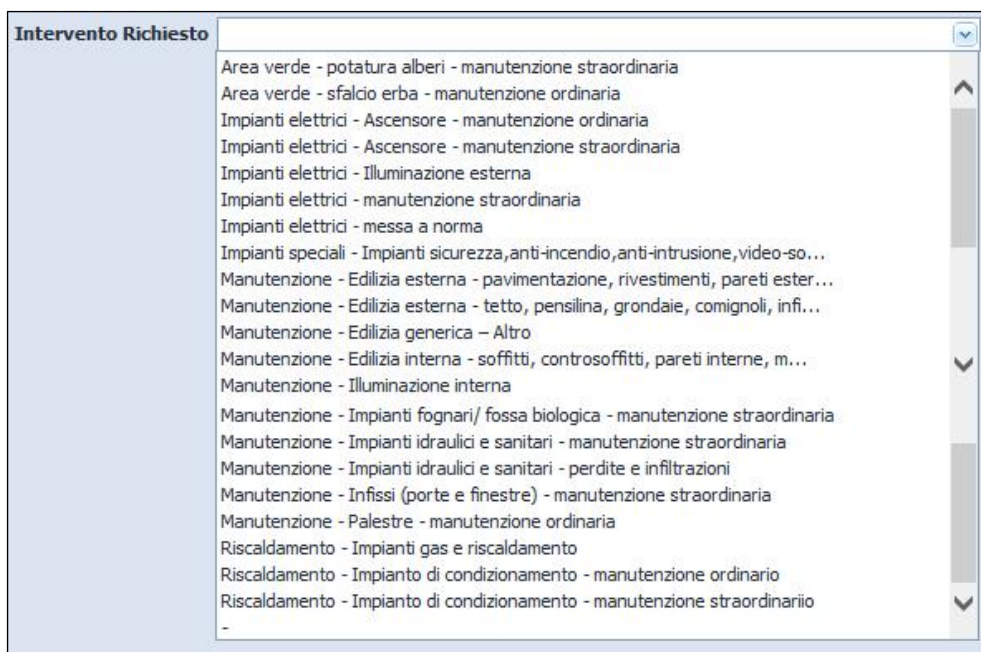 Intervento Richiesto
Area verde - potatura alberi - manutenzione straordinaria
Area verde - sfalcio erba - manutenzione ordinaria
Impianti elettrici - Ascensore - manutenzione ordinaria
Impianti elettrici - Ascensore - manutenzione straordinaria
Impianti elettrici - Illuminazione esterna
Impianti elettrici - manutenzione straordinaria
Impianti elettrici - messa a norma
Impianti speciali - Impianti sicurezza,anti-incendio,anti-intrusione,video-so...
Manutenzione - Edilizia esterna - pavimentazione, rivestimenti, pareti ester...
Manutenzione - Edilizia esterna - tetto, pensilina, grondaie, comignoli, infi...
Manutenzione - Edilizia generica – Altro
Manutenzione - Edilizia interna - soffitti, controsoffitti, pareti interne, m...
Manutenzione - Illuminazione interna
Manutenzione - Impianti fognari/ fossa biologica - manutenzione straordinaria
Manutenzione - Impianti idraulici e sanitari - manutenzione straordinaria
Manutenzione - Impianti idraulici e sanitari - perdite e infiltrazioni
Manutenzione - Infissi (porte e finestre) - manutenzione straordinaria
Manutenzione - Palestre - manutenzione ordinaria
Riscaldamento - Impianti gas e riscaldamento
Riscaldamento - Impianto di condizionamento - manutenzione ordinario
Riscaldamento - Impianto di condizionamento - manutenzione straordinariio
-